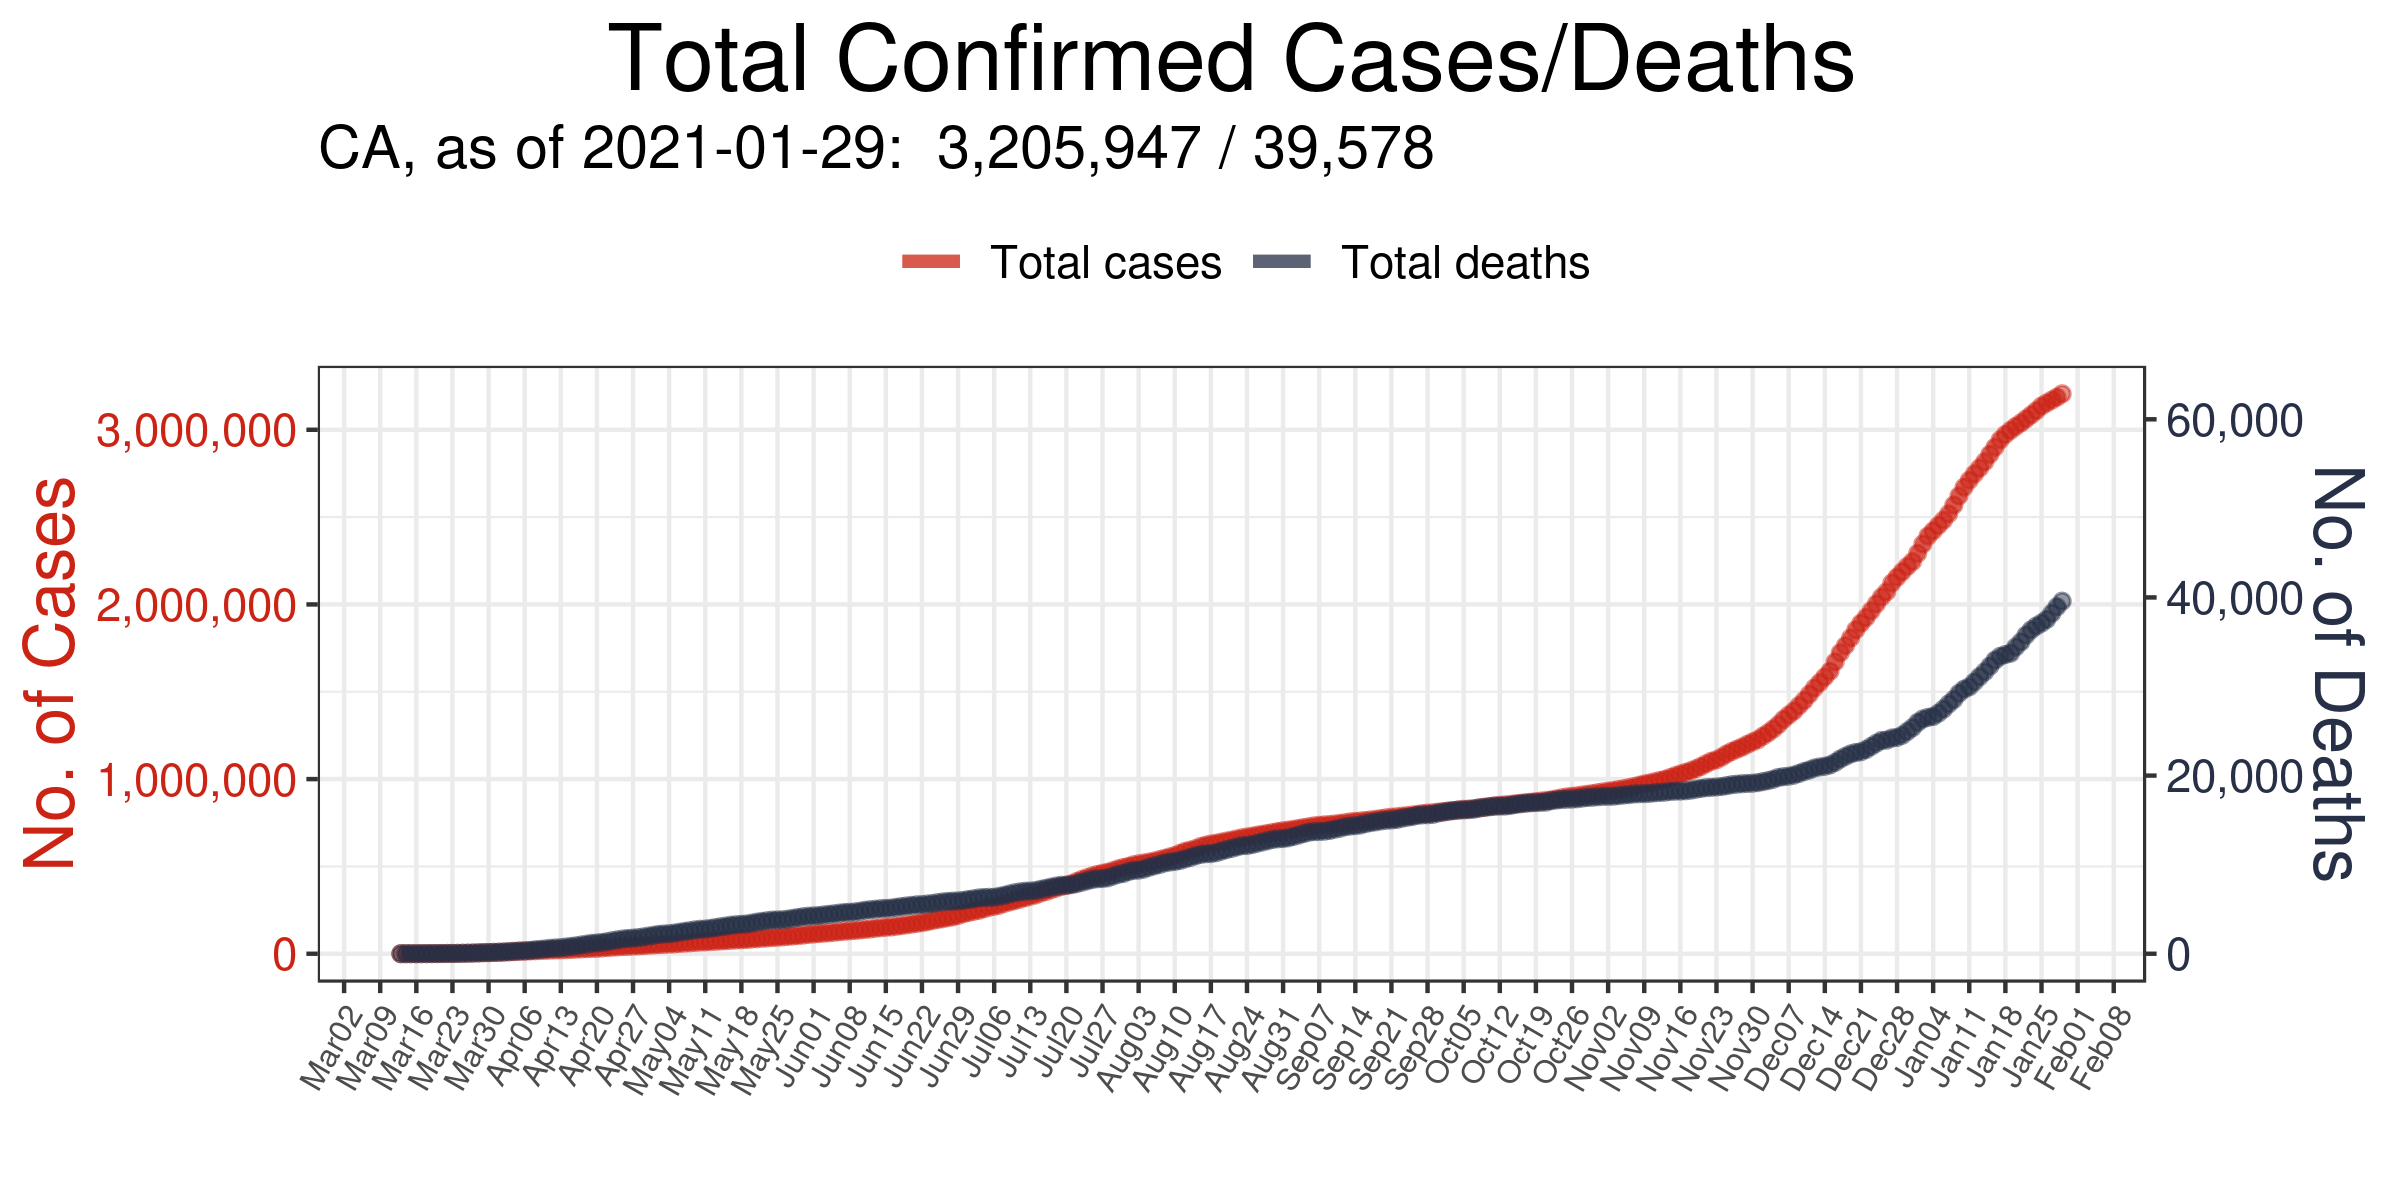 Total Confirmed Cases/Deaths
CA, as of 2021-01-29:  3,205,947 / 39,578
Total cases
Total deaths
No. of Cases
3,000,000
2,000,000
1,000,000
0
60,000
40,000
20,000
0
No. of Deaths
Mar02
Mar09
Mar16
Mar23
Mar30
Apr06
Apr13
Apr20
Apr27
May04
May11
May18
May25
Jun01
Jun08
Jun15
Jun22
Jun29
Jul06
Jul13
Jul20
Jul27
Aug03
Aug10
Aug17
Aug24
Aug31
Sep07
Sep14
Sep21
Sep28
Oct05
Oct12
Oct19
Oct26
Nov02
Nov09
Nov16
Nov23
Nov30
Dec07
Dec14
Dec21
Dec28
Jan04
Jan11
Jan18
Jan25
Feb01
Feb08